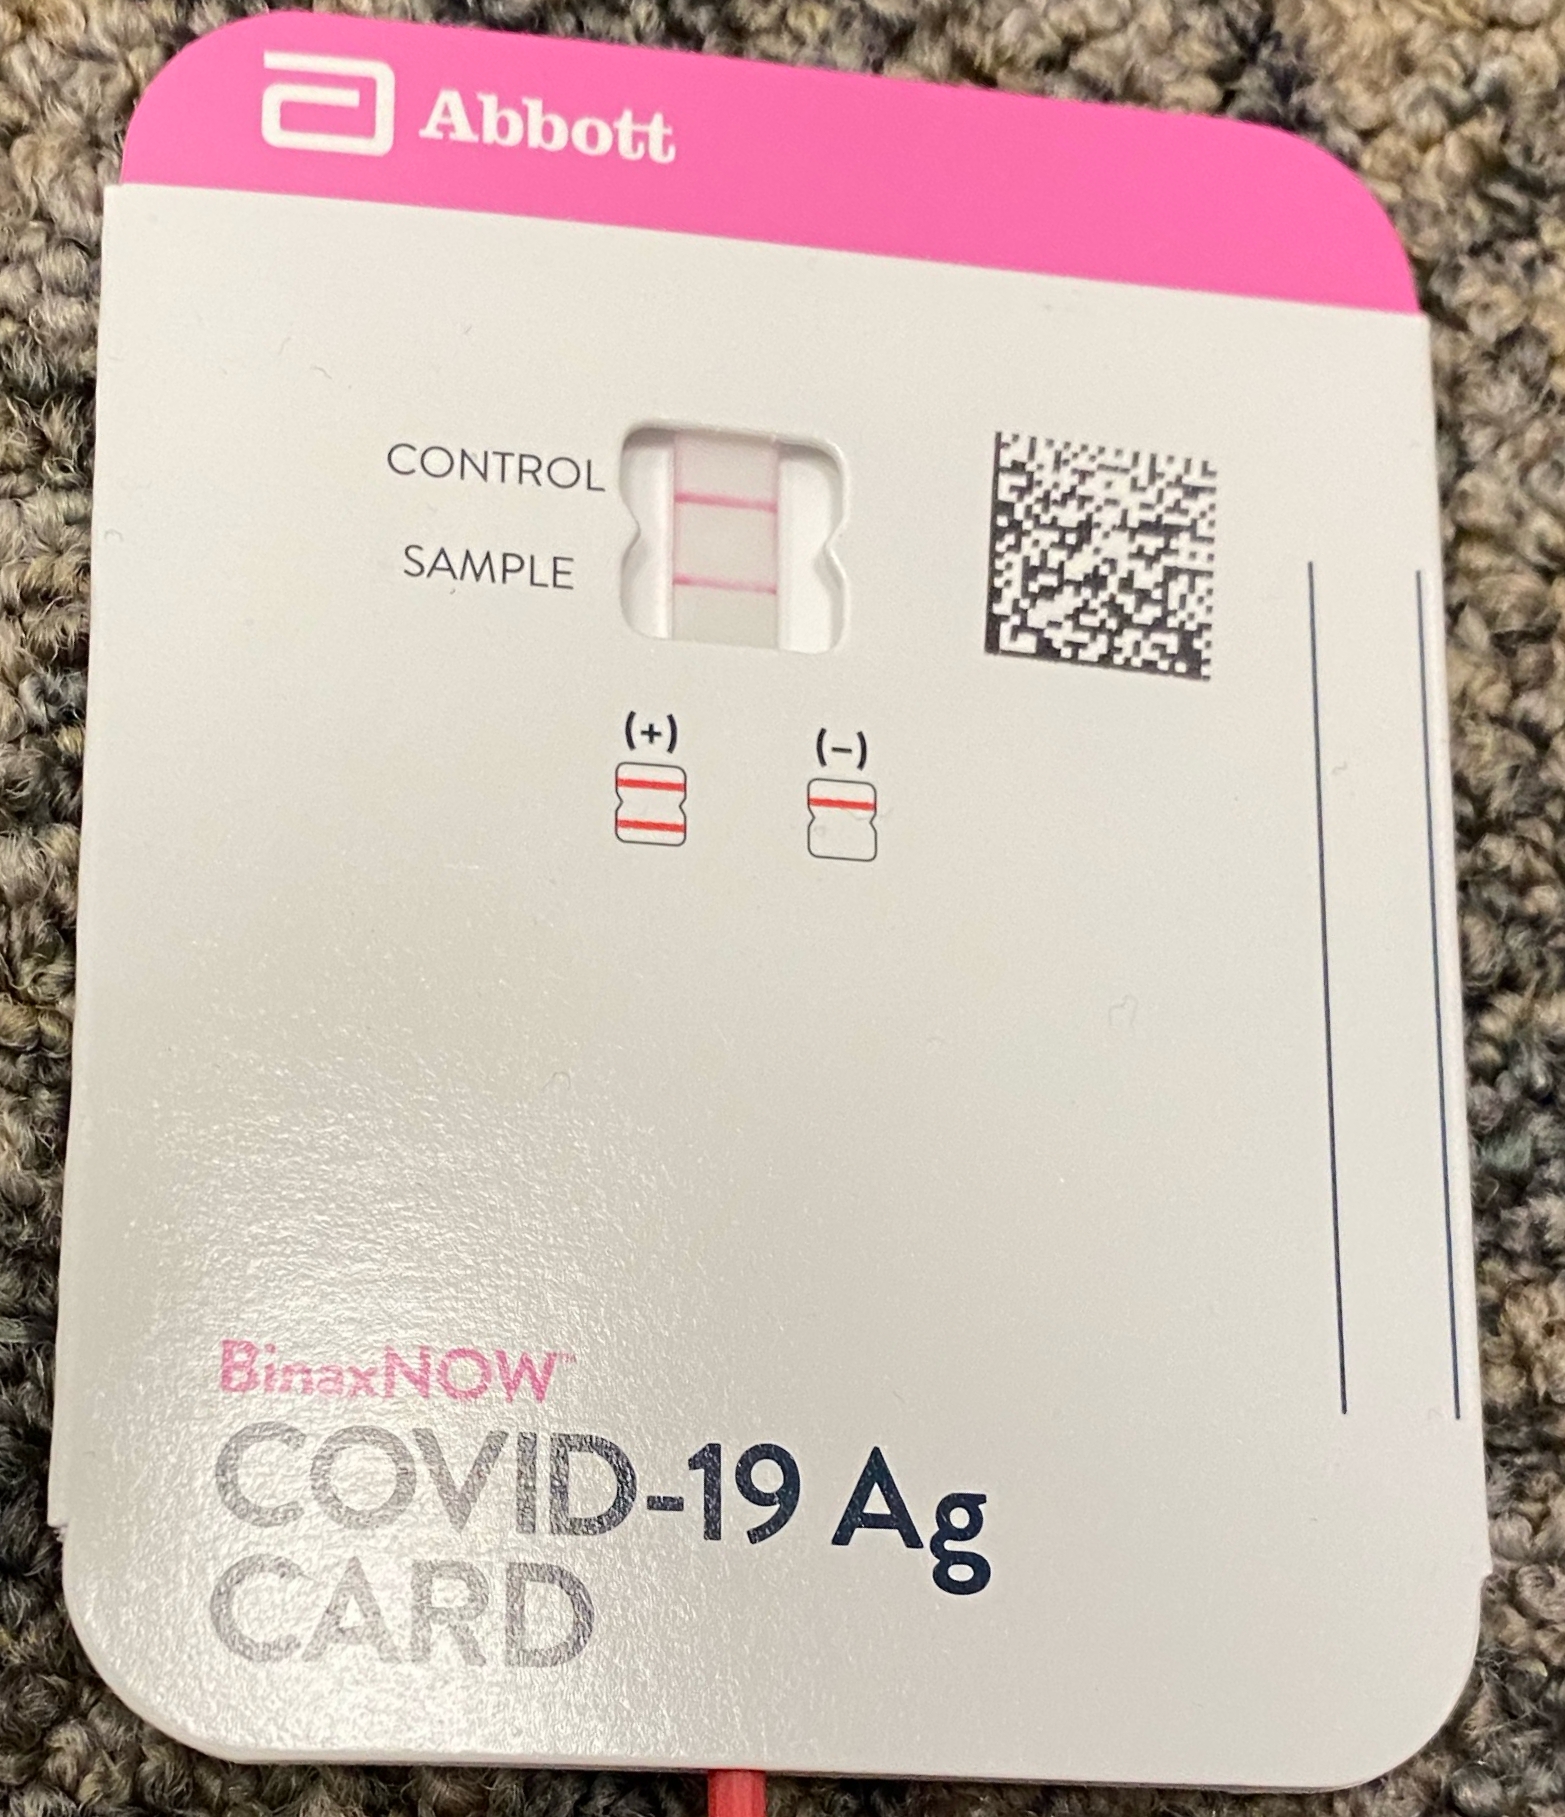 Abbott
CONTROL
SAMPLE
(+) (-)
BinaxNOW™
COVID-19 Ag
CARD